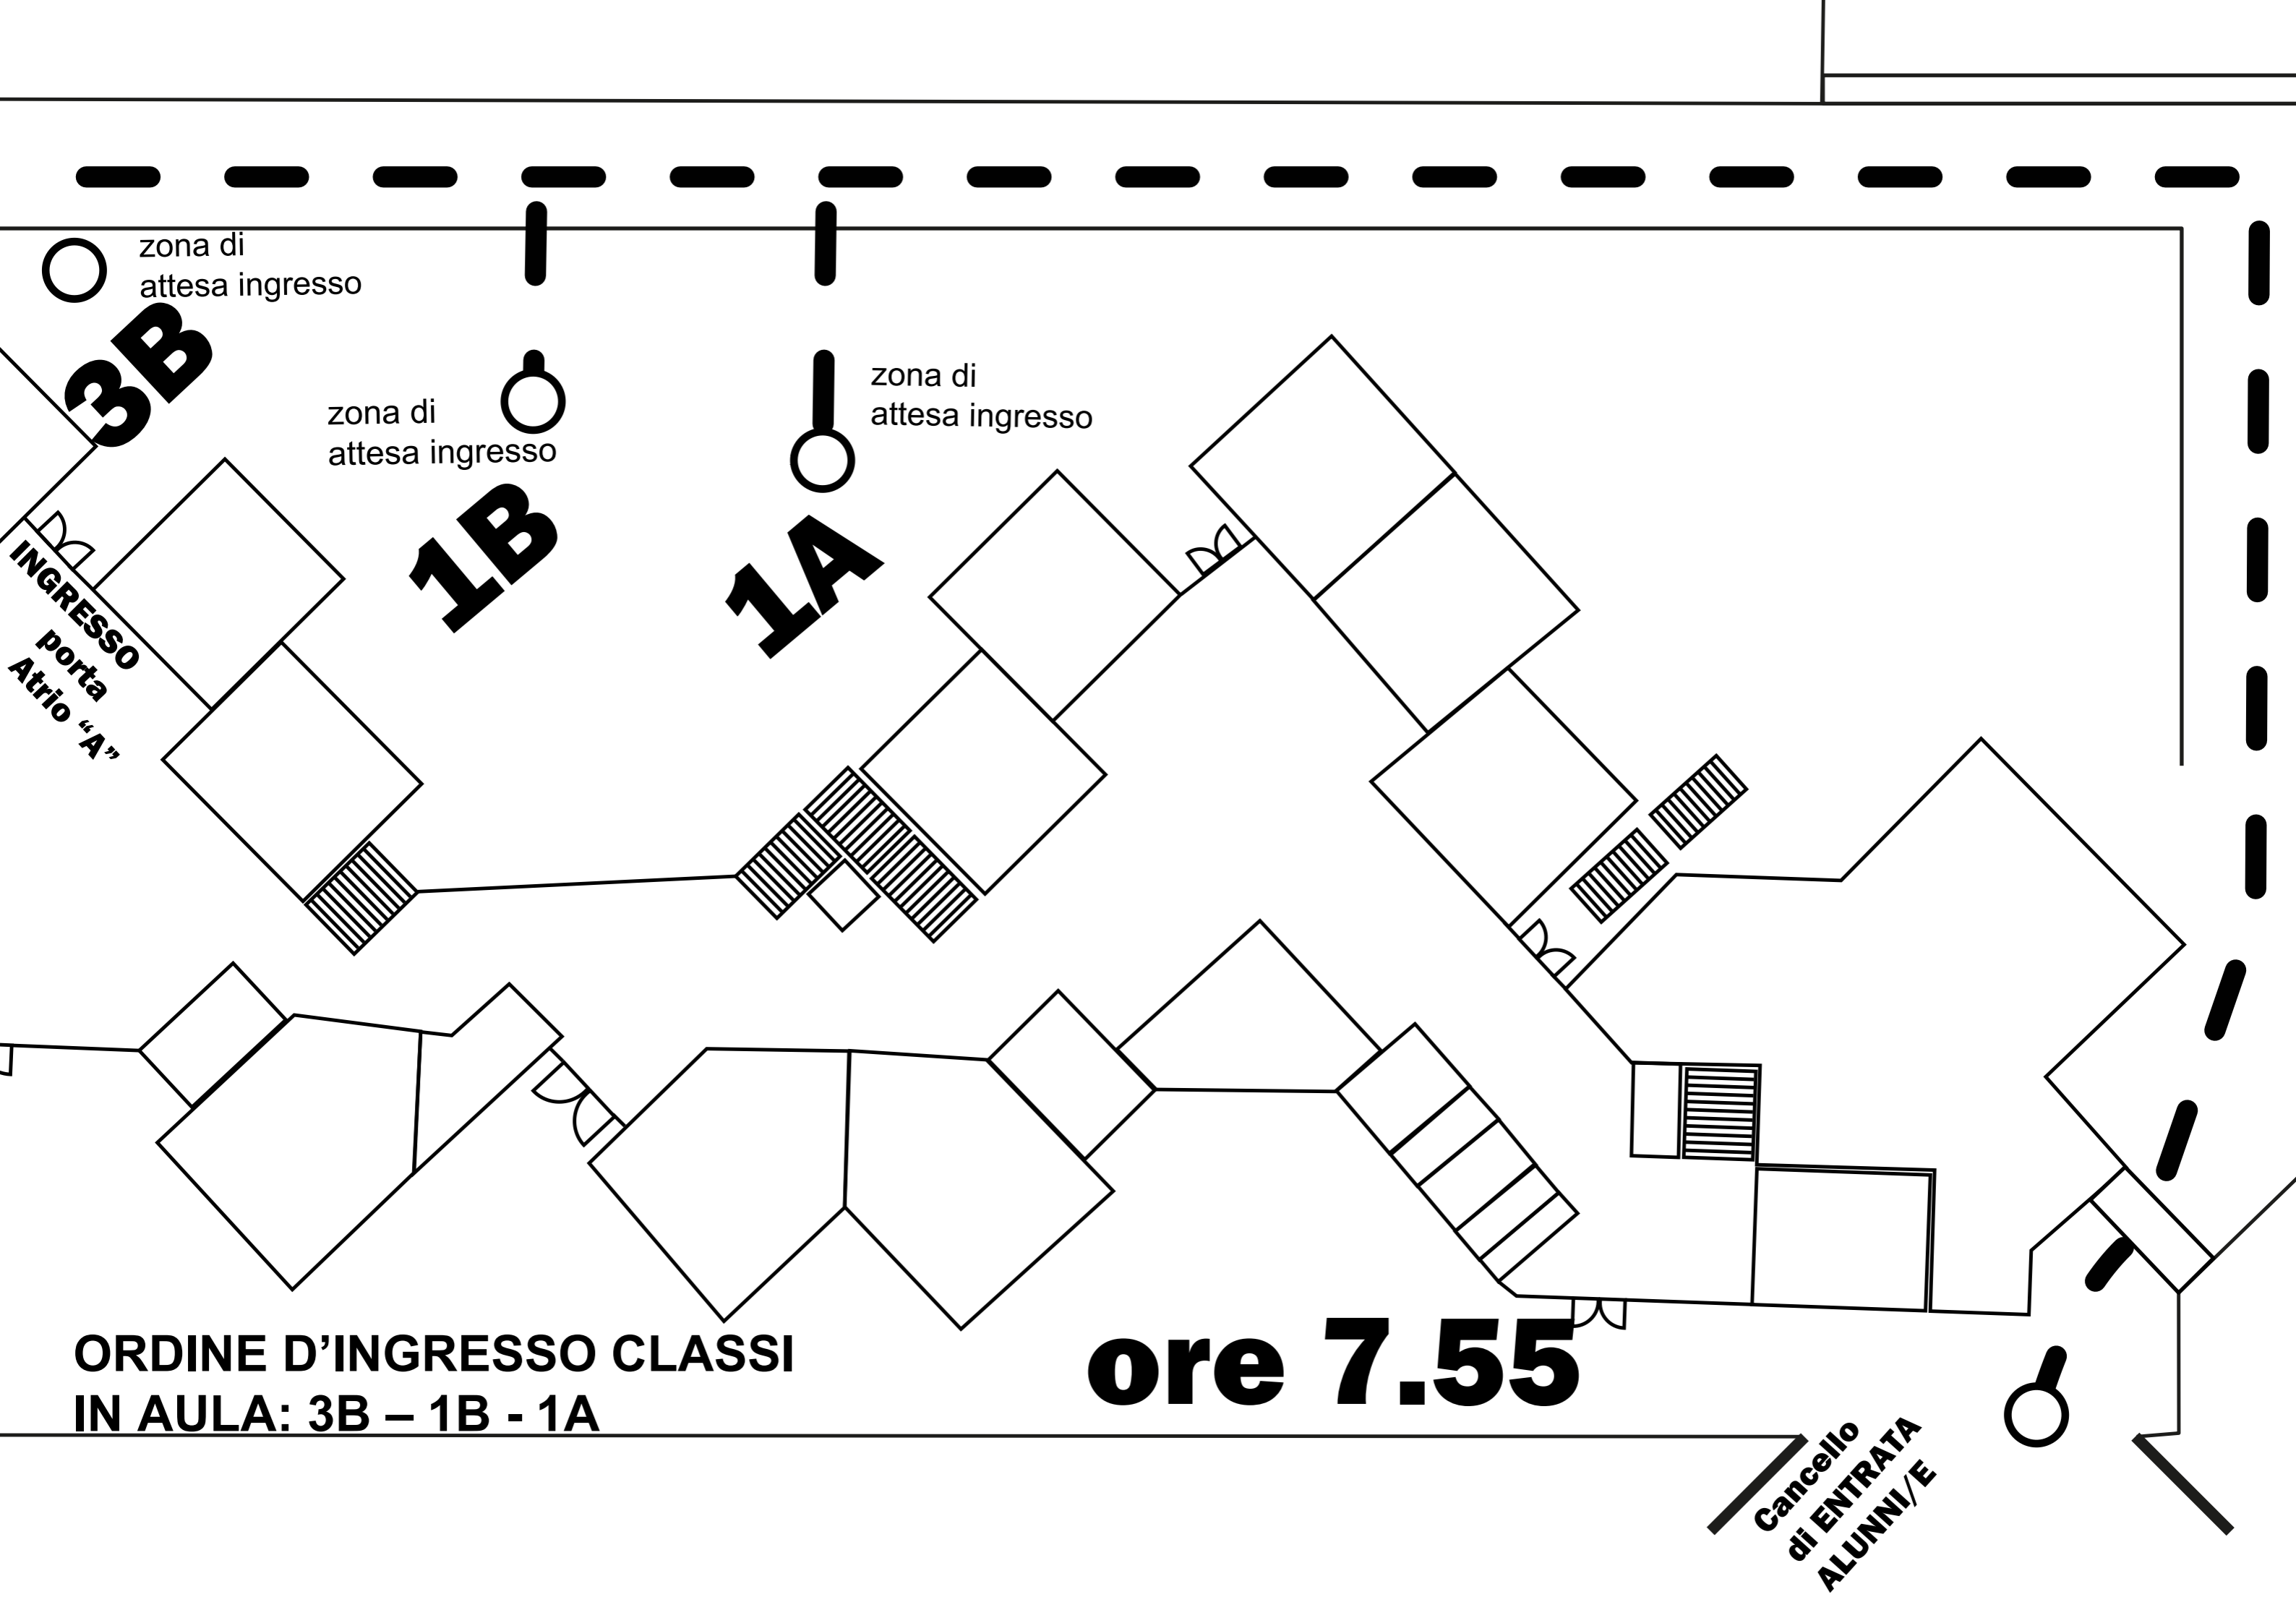 zona di
attesa ingresso
3B
zona di
attesa ingresso
1B
zona di
attesa ingresso
1A
INGRESSO
porta
Atrio “A”
ORDINE D’INGRESSO CLASSI
IN AULA: 3B – 1B - 1A
ore 7.55
Cancello
di ENTRATA
ALUNNI/E